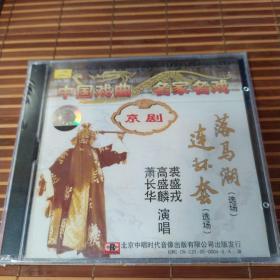 中国戏曲 名家名戏
京剧
落马湖
(选场)
连环套
(选场)
裘盛戎
高盛麟 演唱
萧长华
北京中唱时代音像出版有限公司出版发行